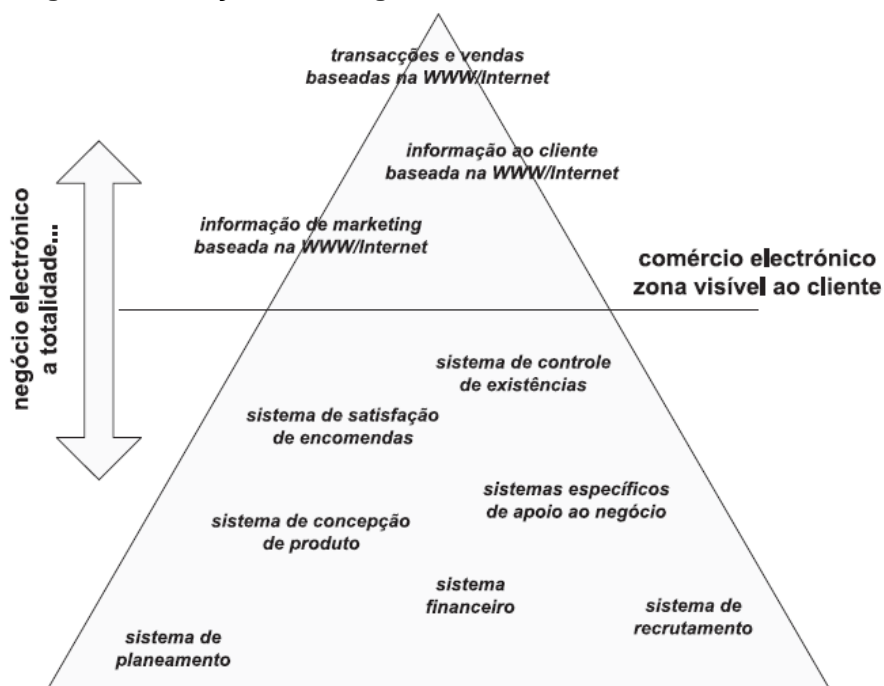 transacções e vendas
baseadas na WWW/Internet
informação ao cliente
baseada na WWW/Internet
informação de marketing
baseada na WWW/Internet
negócio electrónico
a totalidade...
comércio electrónico
zona visível ao cliente
sistema de controle
de existências
sistema de satisfação
de encomendas
sistemas específicos
de apoio ao negócio
sistema de concepção
de produto
sistema
financeiro
sistema de
recrutamento
sistema de
planeamento